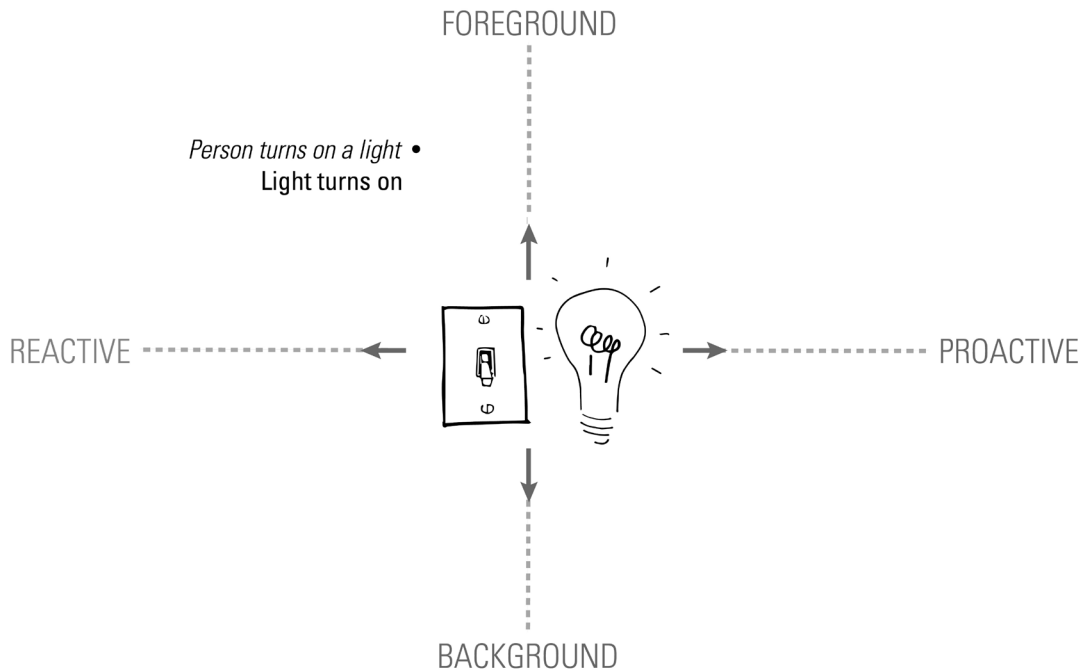 FOREGROUND
Person turns on a light •
Light turns on
REACTIVE
PROACTIVE
BACKGROUND